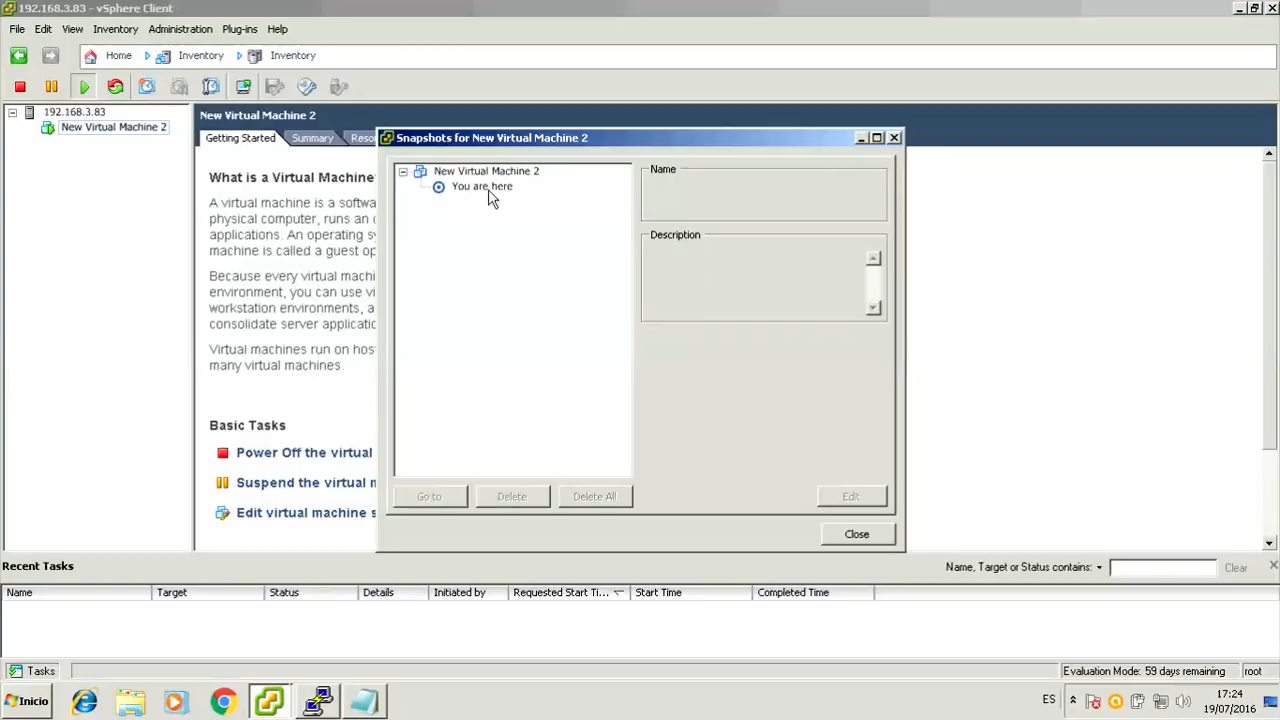 192.168.3.83 - vSphere Client
File Edit View Inventory Administration Plug-ins Help
Home Inventory Inventory
192.168.3.83
New Virtual Machine 2
New Virtual Machine 2
Getting Started Summary Reso
What is a Virtual Machine
A virtual machine is a softwa
physical computer, runs an o
applications. An operating sy
machine is called a guest op
Because every virtual machi
environment, you can use vi
workstation environments, a
consolidate server applicatio
Virtual machines run on host
many virtual machines.
Basic Tasks
Power Off the virtual
Suspend the virtual m
Edit virtual machine s
Snapshots for New Virtual Machine 2
New Virtual Machine 2
You are here
Name
Description
Go to Delete Delete All Edit
Close
Recent Tasks
Name, Target or Status contains: Clear
Name Target Status Details Initiated by Requested Start Ti... Start Time Completed Time
Tasks Evaluation Mode: 59 days remaining root
Inicio ES 17:24
19/07/2016